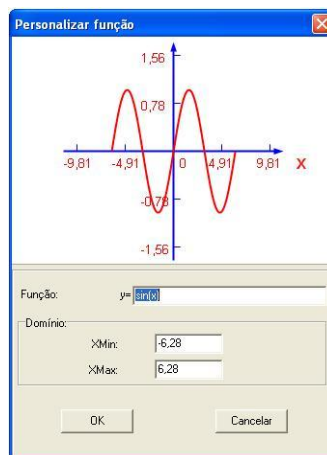 Personalizar função
1,56
0,78
-9,81 -4,91 0 4,91 9,81 X
-0,78
-1,56
Função: y= sin(x)
Domínio:
XMin: -6,28
XMax: 6,28
OK Cancelar